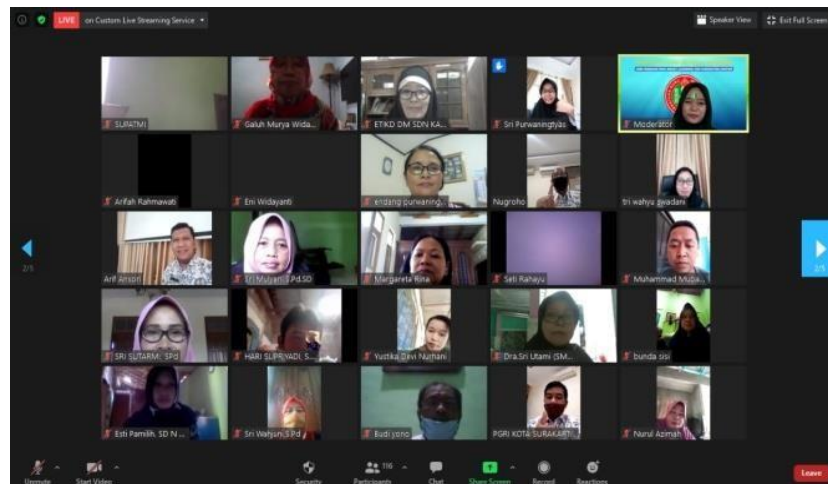 LIVE on Custom Live Streaming Service
Speaker View
Exit Full Screen
SUPATMI
Galuh Murya Wida...
ETIKD DM SDN KA...
Sri Purwaningtyas
Moderator
Arifah Rahmawati
Eni Widayanti
endang purwaning...
Nugroho
tri wahyu swadani
Arif Ansori
Sri Mulyani, S.Pd.SD
Margareta Rina
Seti Rahayu
Muhammad Muba...
2/5
2/5
SRI SUTARMI, SPd
HARI SUPRIYADI, S...
Yustika Devi Nurhani
Dra.Sri Utami (SM...
bunda sisi
Esti Pamilih, SD N ...
Sri Wahjuni,S.Pd
Budi yono
PGRI KOTA SURAKART...
Nurul Azimah
Unmute
Start Video
Security
Participants
116
Chat
Share Screen
Record
Reactions
Leave